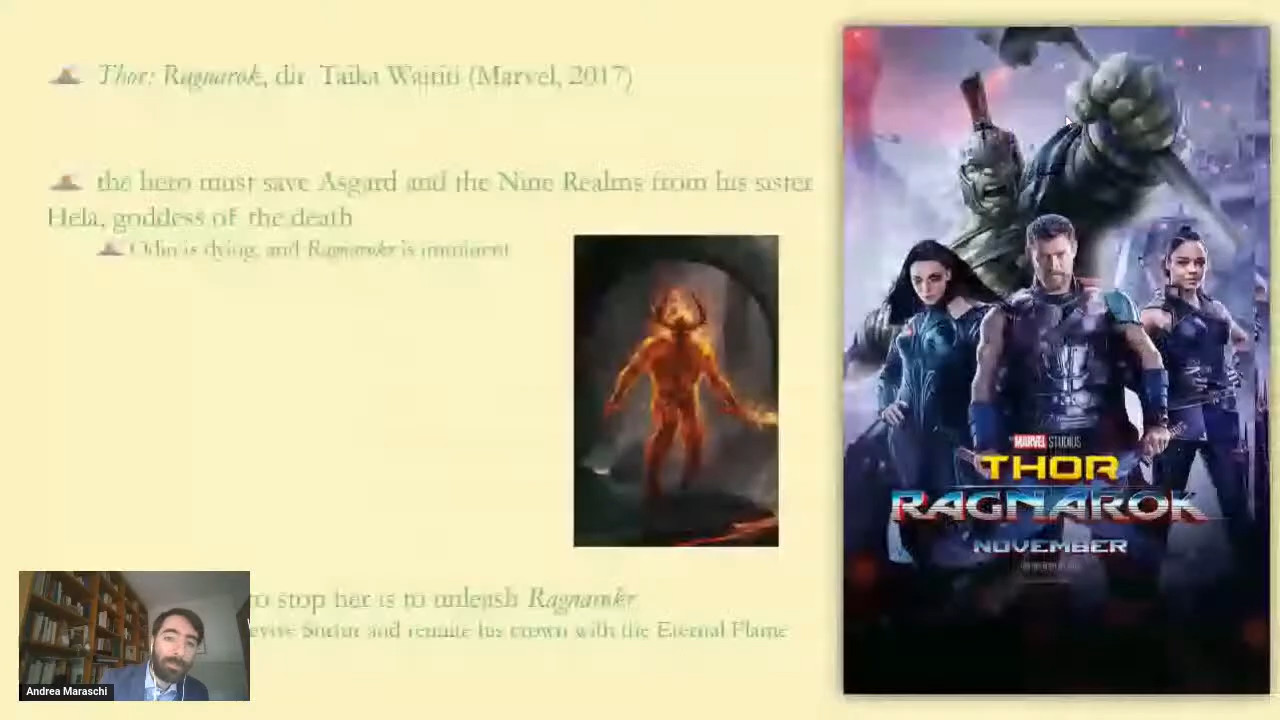 Thor: Ragnarok, dir. Taika Waititi (Marvel, 2017)
the hero must save Asgard and the Nine Realms from his sister
Hela, goddess of the death
Odin is dying, and Ragnarökr is imminent
to stop her is to unleash Ragnarökr
revive Surtur and reunite his crown with the Eternal Flame
MARVEL STUDIOS
THOR
RAGNAROK
NOVEMBER
Andrea Maraschi